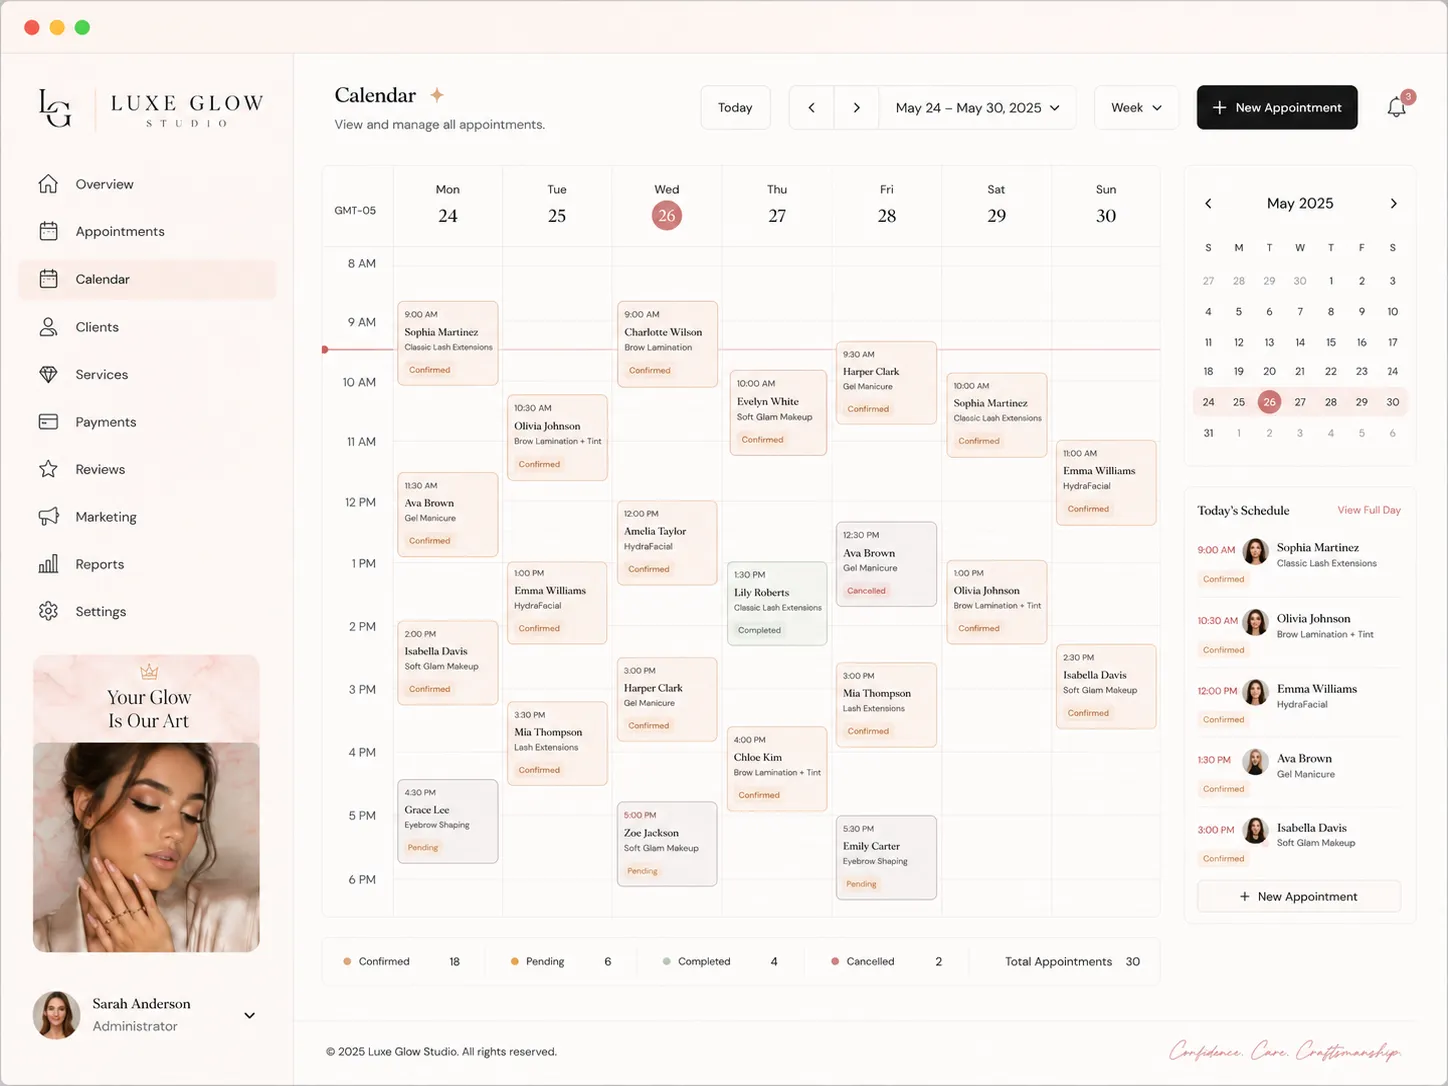 LG
LUXE GLOW
STUDIO
Overview
Appointments
Calendar
Clients
Services
Payments
Reviews
Marketing
Reports
Settings
Your Glow
Is Our Art
Sarah Anderson
Administrator
Calendar
View and manage all appointments.
Today
May 24 – May 30, 2025
Week
+ New Appointment
3
GMT-05
Mon 24
Tue 25
Wed 26
Thu 27
Fri 28
Sat 29
Sun 30
8 AM
9 AM
10 AM
11 AM
12 PM
1 PM
2 PM
3 PM
4 PM
5 PM
6 PM
9:00 AM
Sophia Martinez
Classic Lash Extensions
Confirmed
11:30 AM
Ava Brown
Gel Manicure
Confirmed
2:00 PM
Isabella Davis
Soft Glam Makeup
Confirmed
4:30 PM
Grace Lee
Eyebrow Shaping
Pending
10:30 AM
Olivia Johnson
Brow Lamination + Tint
Confirmed
1:00 PM
Emma Williams
HydraFacial
Confirmed
3:30 PM
Mia Thompson
Lash Extensions
Confirmed
9:00 AM
Charlotte Wilson
Brow Lamination
Confirmed
12:00 PM
Amelia Taylor
HydraFacial
Confirmed
3:00 PM
Harper Clark
Gel Manicure
Confirmed
5:00 PM
Zoe Jackson
Soft Glam Makeup
Pending
10:00 AM
Evelyn White
Soft Glam Makeup
Confirmed
1:30 PM
Lily Roberts
Classic Lash Extensions
Completed
4:00 PM
Chloe Kim
Brow Lamination + Tint
Confirmed
9:30 AM
Harper Clark
Gel Manicure
Confirmed
12:30 PM
Ava Brown
Gel Manicure
Cancelled
3:00 PM
Mia Thompson
Lash Extensions
Confirmed
5:30 PM
Emily Carter
Eyebrow Shaping
Pending
10:00 AM
Sophia Martinez
Classic Lash Extensions
Confirmed
1:00 PM
Olivia Johnson
Brow Lamination + Tint
Confirmed
11:00 AM
Emma Williams
HydraFacial
Confirmed
2:30 PM
Isabella Davis
Soft Glam Makeup
Confirmed
Confirmed 18
Pending 6
Completed 4
Cancelled 2
Total Appointments 30
May 2025
S M T W T F S
27 28 29 30 1 2 3
4 5 6 7 8 9 10
11 12 13 14 15 16 17
18 19 20 21 22 23 24
24 25 26 27 28 29 30
31 1 2 3 4 5 6
Today's Schedule
View Full Day
9:00 AM
Sophia Martinez
Classic Lash Extensions
Confirmed
10:30 AM
Olivia Johnson
Brow Lamination + Tint
Confirmed
12:00 PM
Emma Williams
HydraFacial
Confirmed
1:30 PM
Ava Brown
Gel Manicure
Confirmed
3:00 PM
Isabella Davis
Soft Glam Makeup
Confirmed
+ New Appointment
© 2025 Luxe Glow Studio. All rights reserved.
Confidence. Care. Craftsmanship.